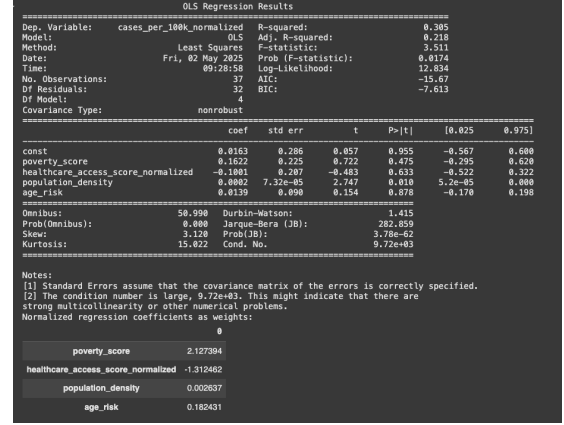 OLS Regression Results
==============================================================================
Dep. Variable: cases_per_100k_normalized R-squared: 0.305
Model: OLS Adj. R-squared: 0.218
Method: Least Squares F-statistic: 3.511
Date: Fri, 02 May 2025 Prob (F-statistic): 0.0174
Time: 09:28:58 Log-Likelihood: 12.834
No. Observations: 37 AIC: -15.67
Df Residuals: 32 BIC: -7.613
Df Model: 4
Covariance Type: nonrobust
==============================================================================
coef std err t P>|t| [0.025 0.975]
------------------------------------------------------------------------------
const 0.0163 0.286 0.057 0.955 -0.567 0.600
poverty_score 0.1622 0.225 0.722 0.475 -0.295 0.620
healthcare_access_score_normalized -0.1001 0.207 -0.483 0.633 -0.522 0.322
population_density 0.0002 7.32e-05 2.747 0.010 5.2e-05 0.000
age_risk 0.0139 0.090 0.154 0.878 -0.170 0.198
==============================================================================
Omnibus: 50.990 Durbin-Watson: 1.415
Prob(Omnibus): 0.000 Jarque-Bera (JB): 282.859
Skew: 3.120 Prob(JB): 3.78e-62
Kurtosis: 15.022 Cond. No. 9.72e+03
==============================================================================
Notes:
[1] Standard Errors assume that the covariance matrix of the errors is correctly specified.
[2] The condition number is large, 9.72e+03. This might indicate that there are
strong multicollinearity or other numerical problems.
Normalized regression coefficients as weights:
0
poverty_score 2.127394
healthcare_access_score_normalized -1.312462
population_density 0.002637
age_risk 0.182431